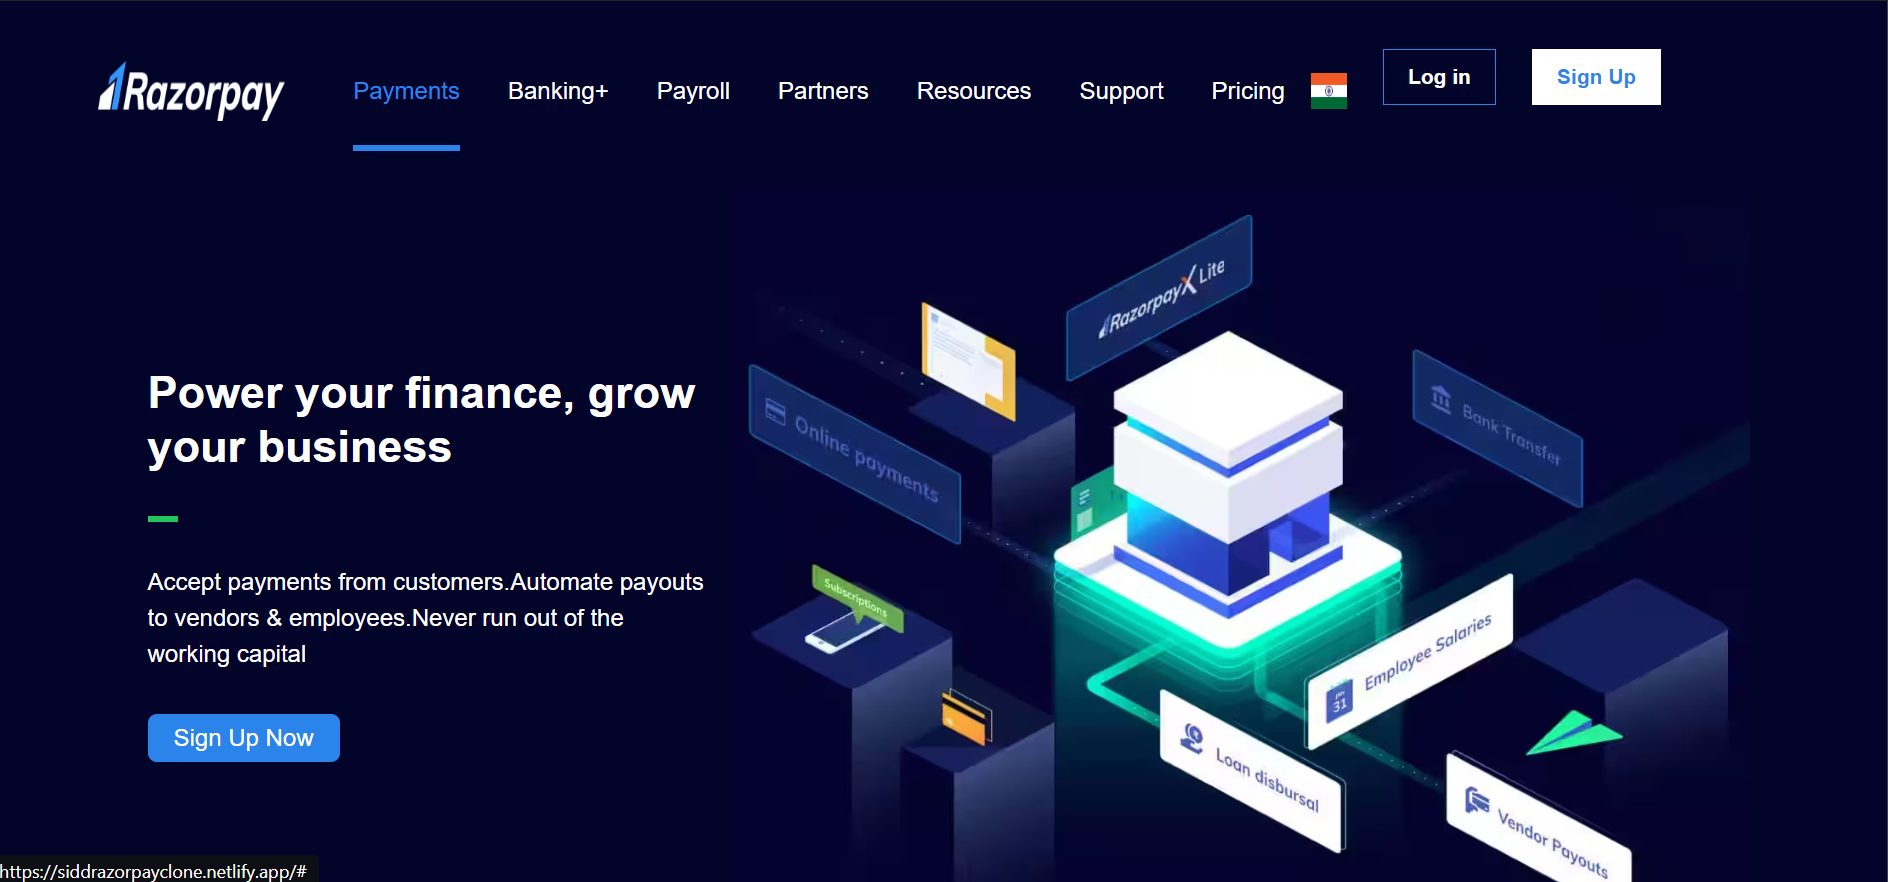 Razorpay
Payments
Banking+
Payroll
Partners
Resources
Support
Pricing
Log in
Sign Up
RazorpayX Lite
Power your finance, grow
your business
Online payments
Bank Transfer
Accept payments from customers.Automate payouts
to vendors & employees.Never run out of the
working capital
Subscriptions
Employee Salaries
JAN
31
Sign Up Now
Loan disbursal
Vendor Payouts
https://siddrazorpayclone.netlify.app/#